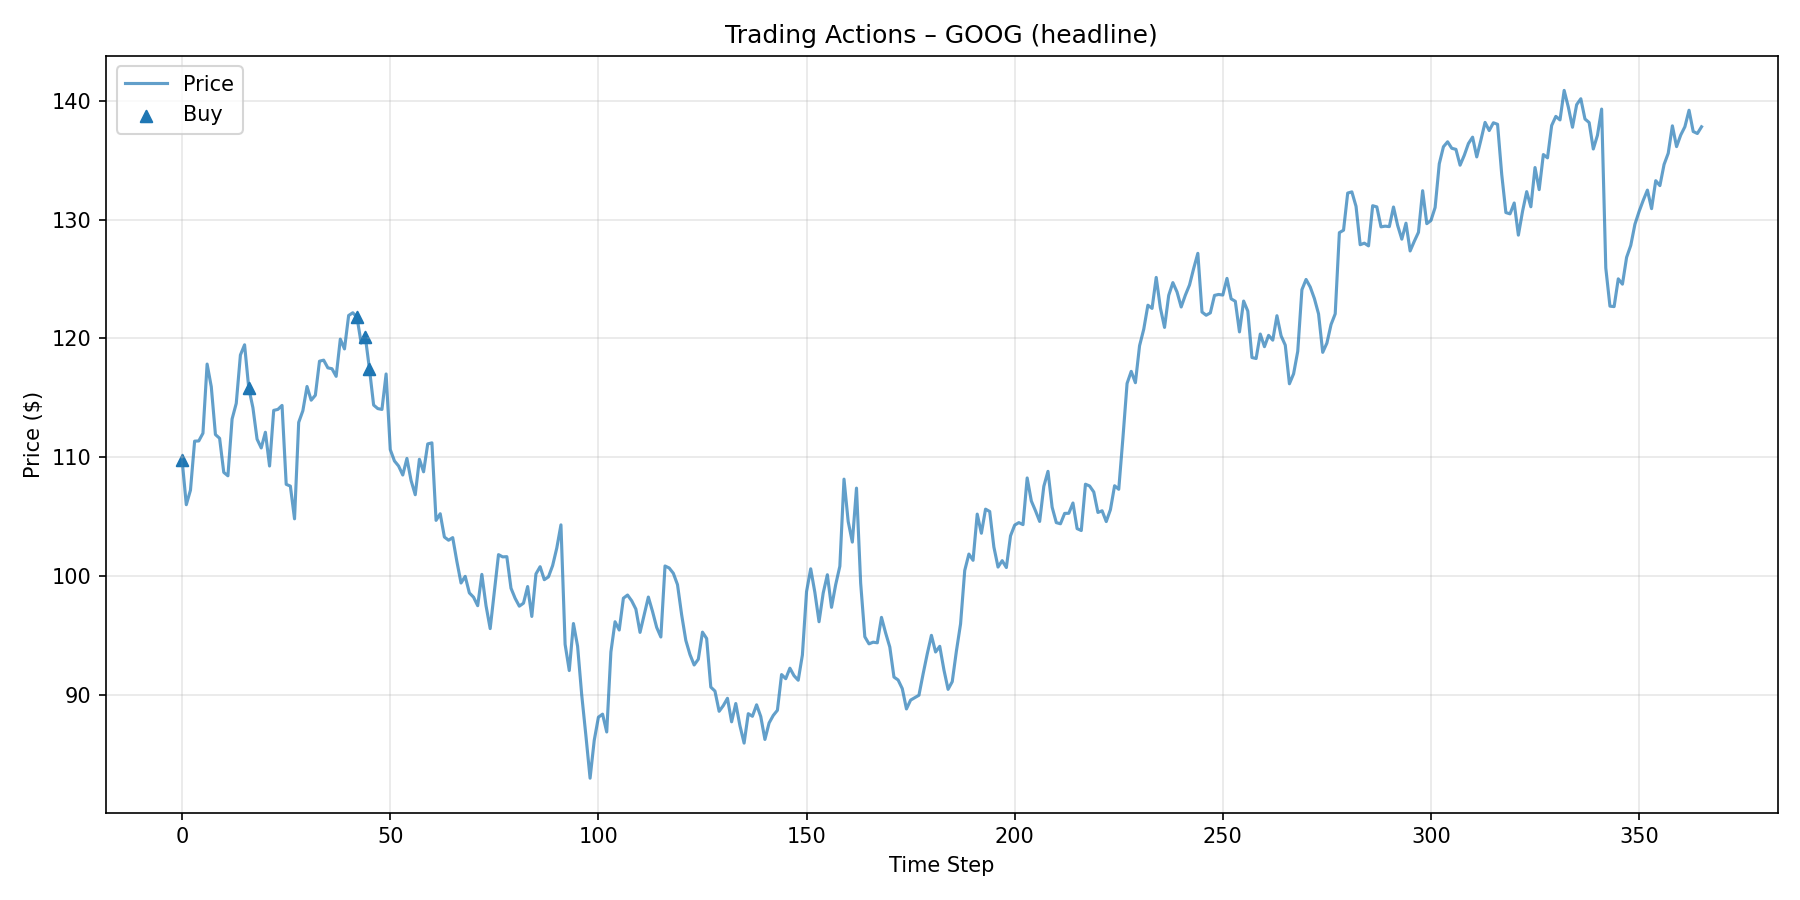 Trading Actions – GOOG (headline)
Price
Buy
Price ($)
140
130
120
110
100
90
0 50 100 150 200 250 300 350
Time Step